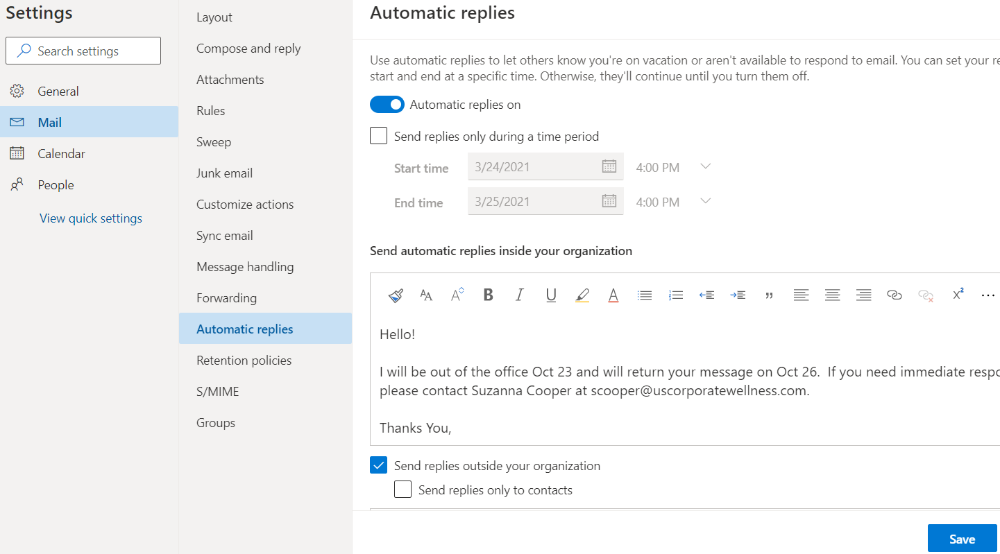 Settings
Search settings
General
Mail
Calendar
People
View quick settings
Layout
Compose and reply
Attachments
Rules
Sweep
Junk email
Customize actions
Sync email
Message handling
Forwarding
Automatic replies
Retention policies
S/MIME
Groups
Automatic replies
Use automatic replies to let others know you're on vacation or aren't available to respond to email. You can set your
start and end at a specific time. Otherwise, they'll continue until you turn them off.
Automatic replies on
Send replies only during a time period
Start time 3/24/2021 4:00 PM
End time 3/25/2021 4:00 PM
Send automatic replies inside your organization
Hello!
I will be out of the office Oct 23 and will return your message on Oct 26. If you need immediate
please contact Suzanna Cooper at scooper@uscorporatewellness.com.
Thanks You,
Send replies outside your organization
Send replies only to contacts
Save